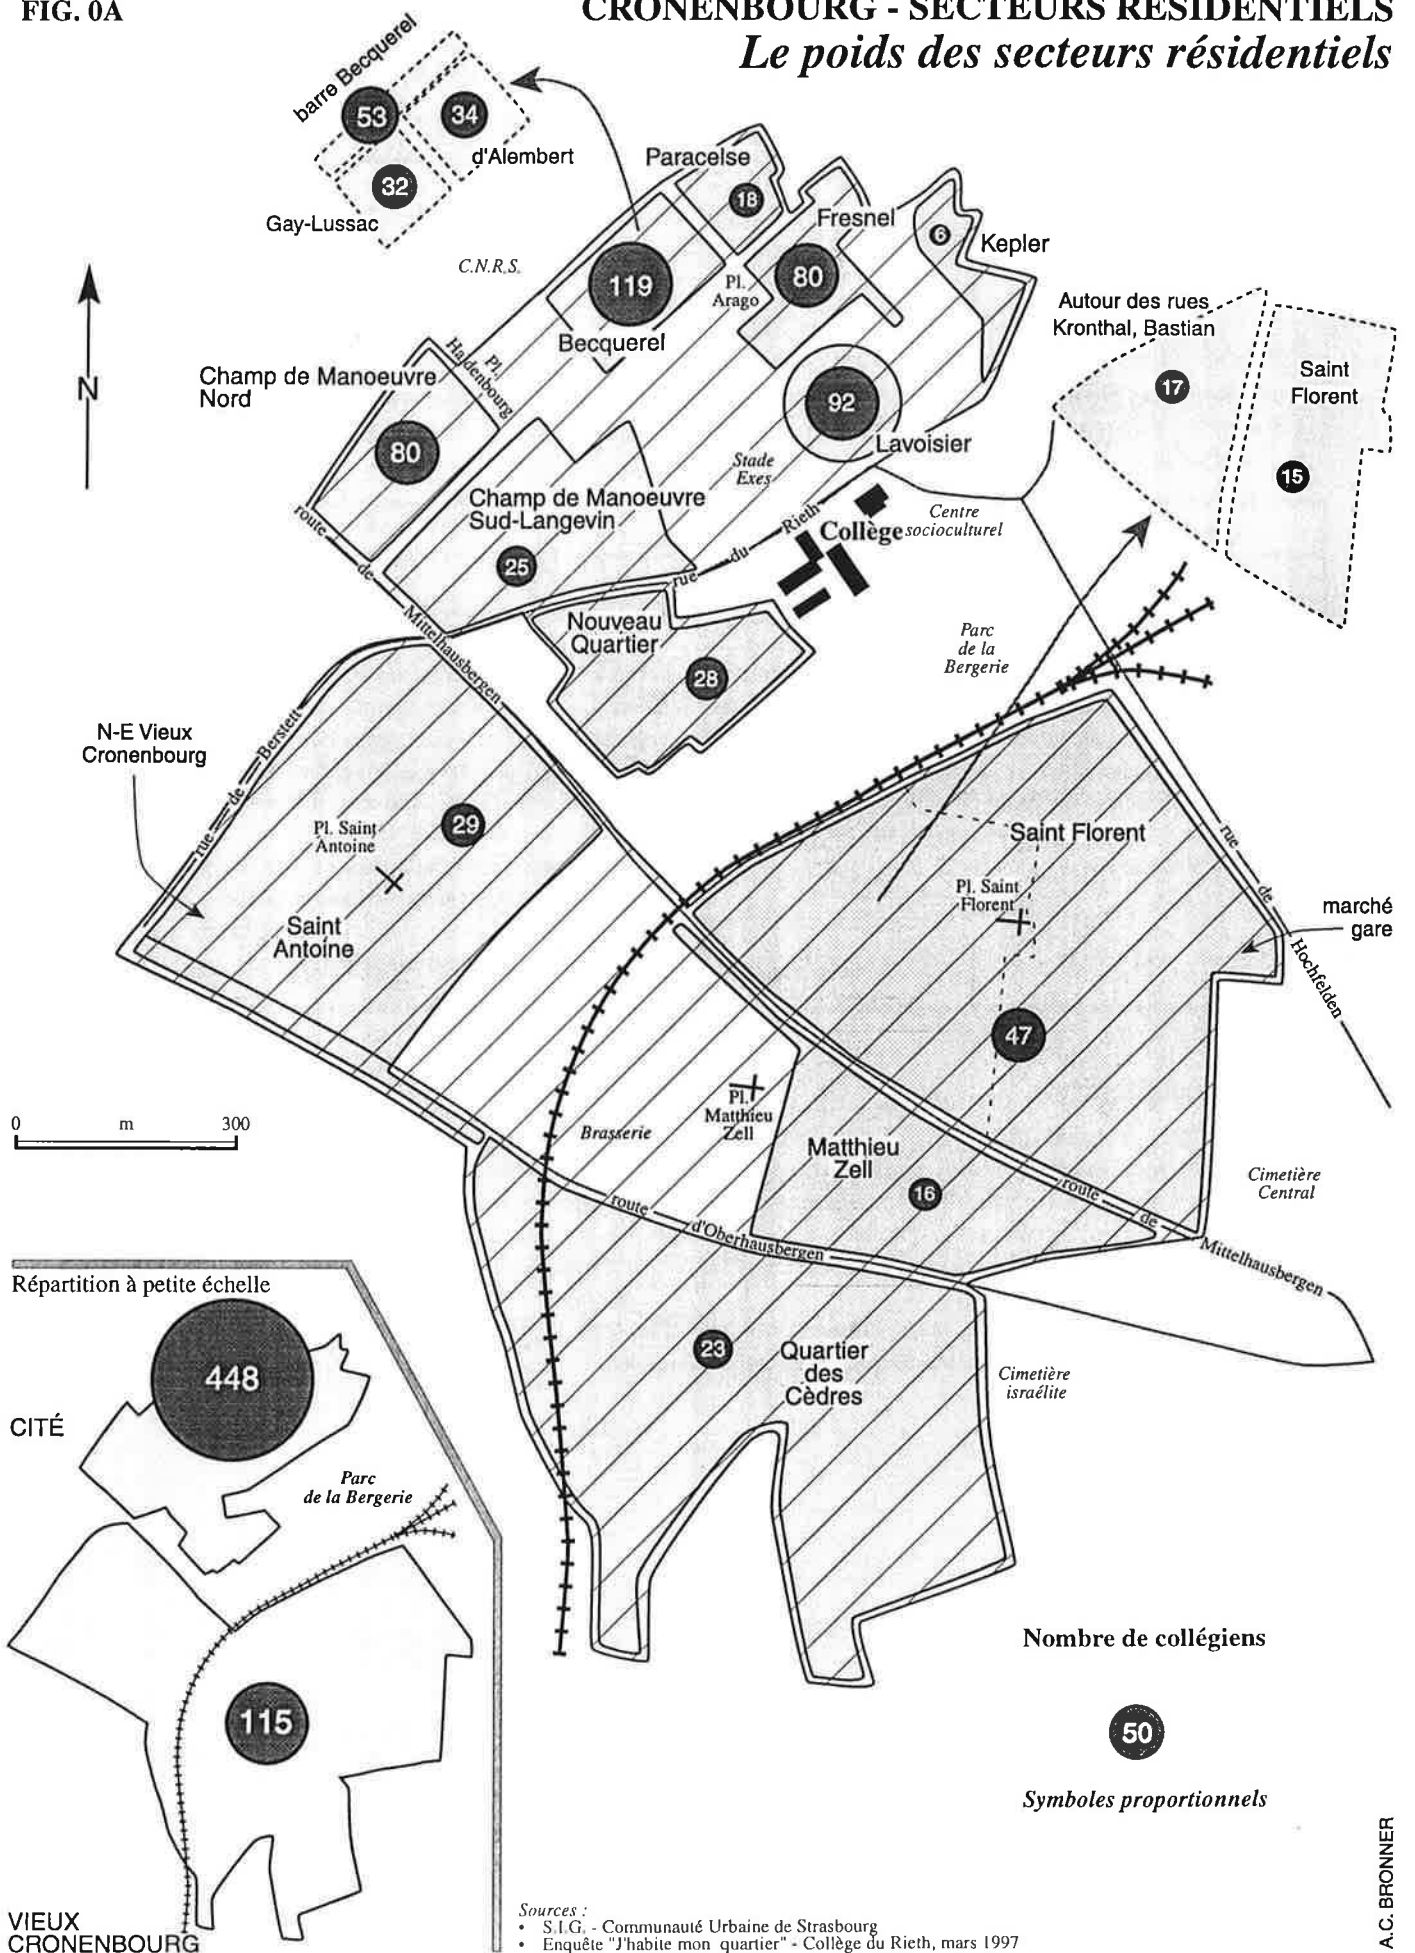 FIG. 0A
CRONENBOURG - SECTEURS RÉSIDENTIELS
Le poids des secteurs résidentiels
barre Becquerel
53
34
d'Alembert
32
Gay-Lussac
Paracelse
18
Fresnel
6
Kepler
C.N.R.S.
119
Becquerel
Pl.
Arago
80
Autour des rues
Kronthal, Bastian
17
Saint
Florent
15
N
Champ de Manoeuvre
Nord
Pl.
Haldenbourg
80
92
Lavoisier
Stade
Exes
Champ de Manoeuvre
Sud-Langevin
25
Collège
Centre
socioculturel
rue du Rieth
route de Mittelhausbergen
Nouveau
Quartier
28
Parc
de la
Bergerie
N-E Vieux
Cronenbourg
rue de Berstett
Pl. Saint
Antoine
29
Saint
Antoine
Saint Florent
Pl. Saint
Florent
47
rue de Hochfelden
marché
gare
0 m 300
Brasserie
Pl.
Matthieu
Zell
Matthieu
Zell
16
route de Mittelhausbergen
route d'Oberhausbergen
Cimetière
Central
23
Quartier
des
Cèdres
Cimetière
israélite
Répartition à petite échelle
448
CITÉ
Parc
de la Bergerie
115
VIEUX
CRONENBOURG
Nombre de collégiens
50
Symboles proportionnels
Sources :
• S.I.G. - Communauté Urbaine de Strasbourg
• Enquête "J'habite mon quartier" - Collège du Rieth, mars 1997
A.C. BRONNER